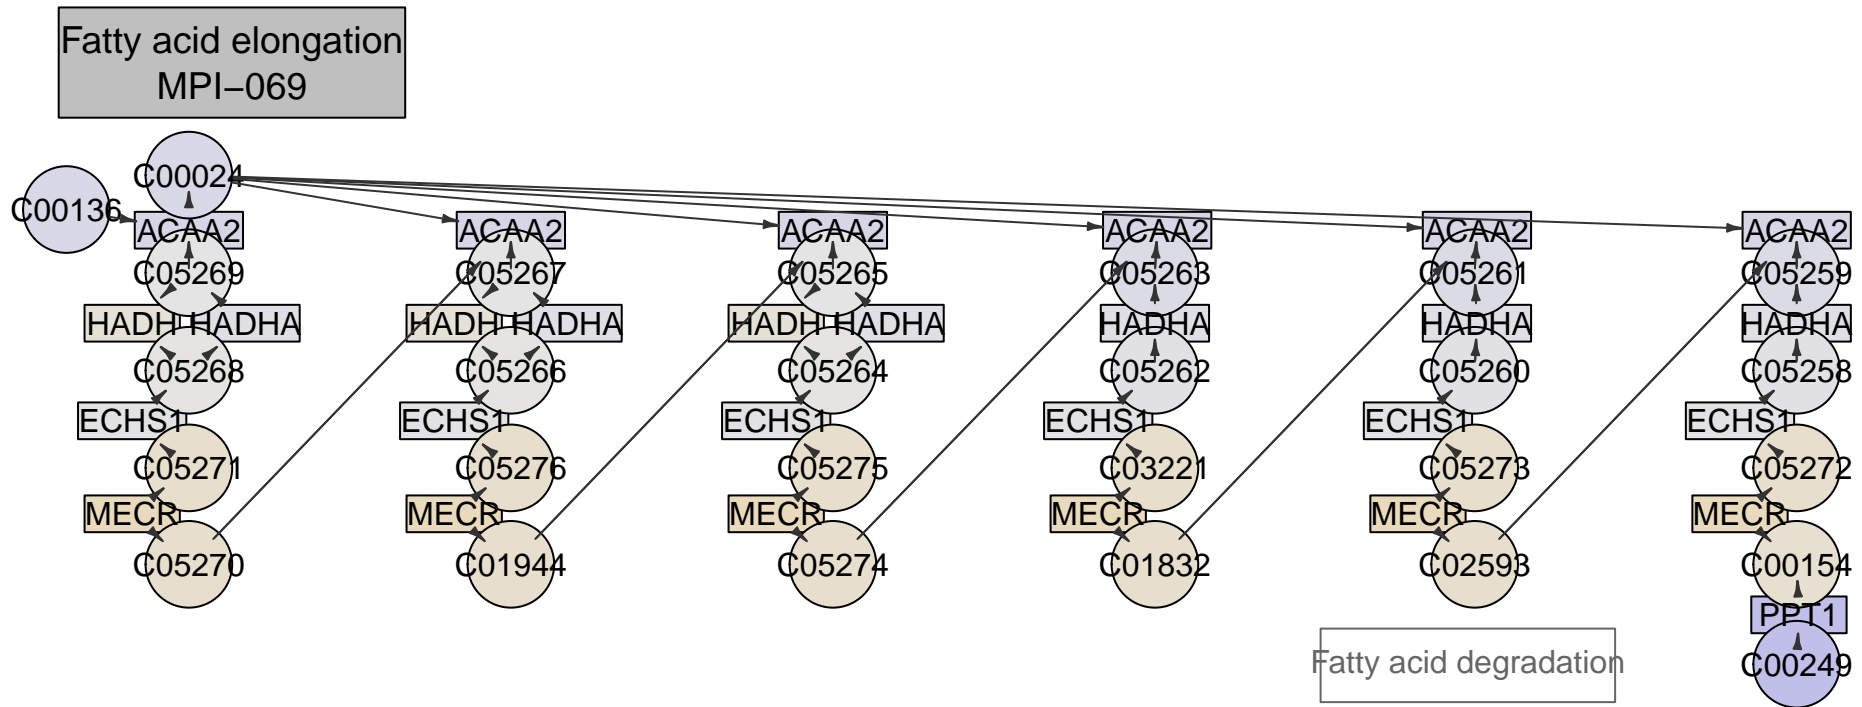 Fatty acid elongation
MPI−069
C00024
C00136
ACAA2 ACAA2 ACAA2 ACAA2 ACAA2 ACAA2
C05269 C05267 C05265 C05263 C05261 C05259
HADH HADHA HADH HADHA HADH HADHA HADHA HADHA HADHA
C05268 C05266 C05264 C05262 C05260 C05258
ECHS1 ECHS1 ECHS1 ECHS1 ECHS1 ECHS1
C05271 C05276 C05275 C03221 C05273 C05272
MECR MECR MECR MECR MECR MECR
C05270 C01944 C05274 C01832 C02593 C00154
PPT1
Fatty acid degradation
C00249